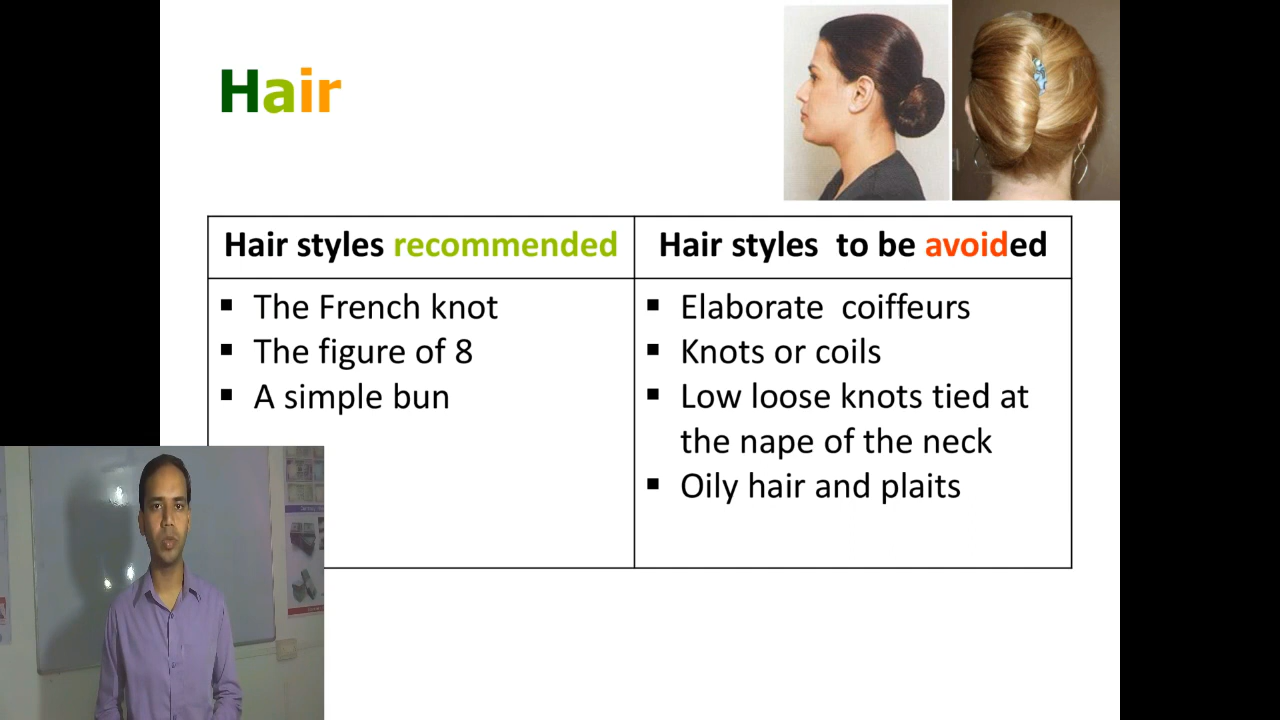 Hair
Hair styles recommended
Hair styles to be avoided
▪ The French knot
▪ The figure of 8
▪ A simple bun
▪ Elaborate coiffeurs
▪ Knots or coils
▪ Low loose knots tied at
the nape of the neck
▪ Oily hair and plaits